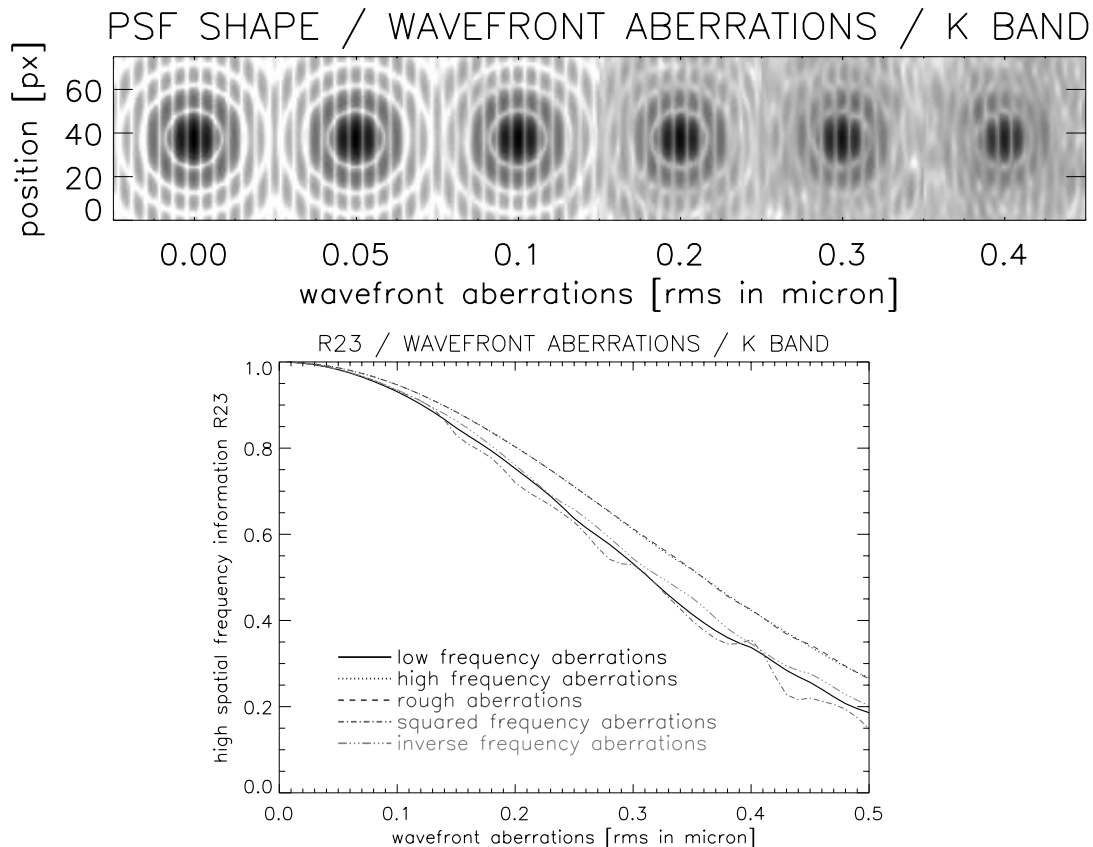 PSF SHAPE / WAVEFRONT ABERRATIONS / K BAND
position [px]
60
40
20
0
0.00 0.05 0.1 0.2 0.3 0.4
wavefront aberrations [rms in micron]
R23 / WAVEFRONT ABERRATIONS / K BAND
high spatial frequency information R23
1.0
0.8
0.6
0.4
0.2
0.0
low frequency aberrations
high frequency aberrations
rough aberrations
squared frequency aberrations
inverse frequency aberrations
0.0 0.1 0.2 0.3 0.4 0.5
wavefront aberrations [rms in micron]